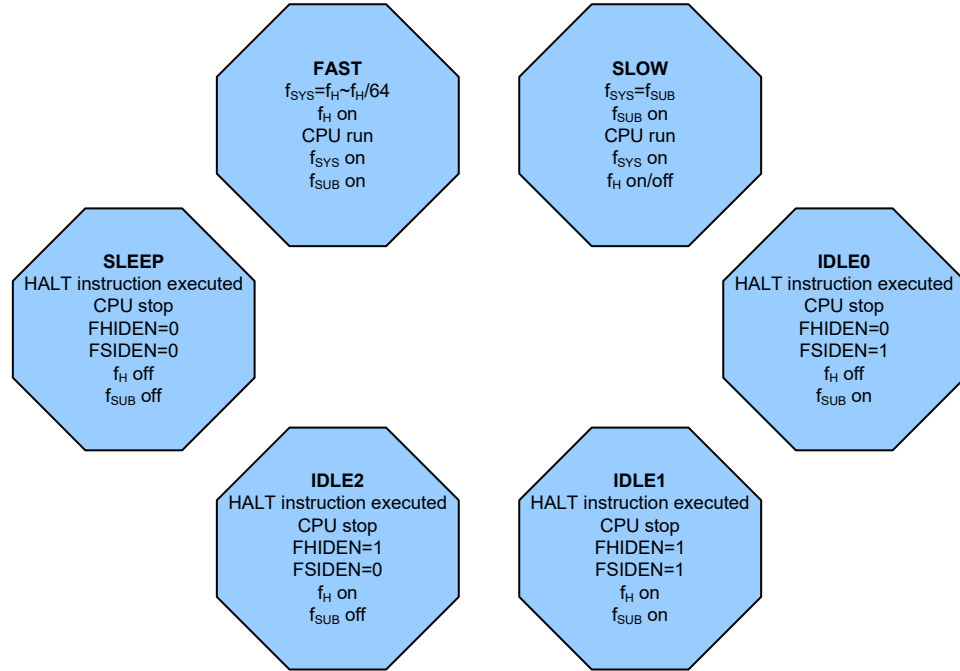 FAST
fSYS=fH~fH/64
fH on
CPU run
fSYS on
fSUB on
SLOW
fSYS=fSUB
fSUB on
CPU run
fSYS on
fH on/off
SLEEP
HALT instruction executed
CPU stop
FHIDEN=0
FSIDEN=0
fH off
fSUB off
IDLE0
HALT instruction executed
CPU stop
FHIDEN=0
FSIDEN=1
fH off
fSUB on
IDLE2
HALT instruction executed
CPU stop
FHIDEN=1
FSIDEN=0
fH on
fSUB off
IDLE1
HALT instruction executed
CPU stop
FHIDEN=1
FSIDEN=1
fH on
fSUB on